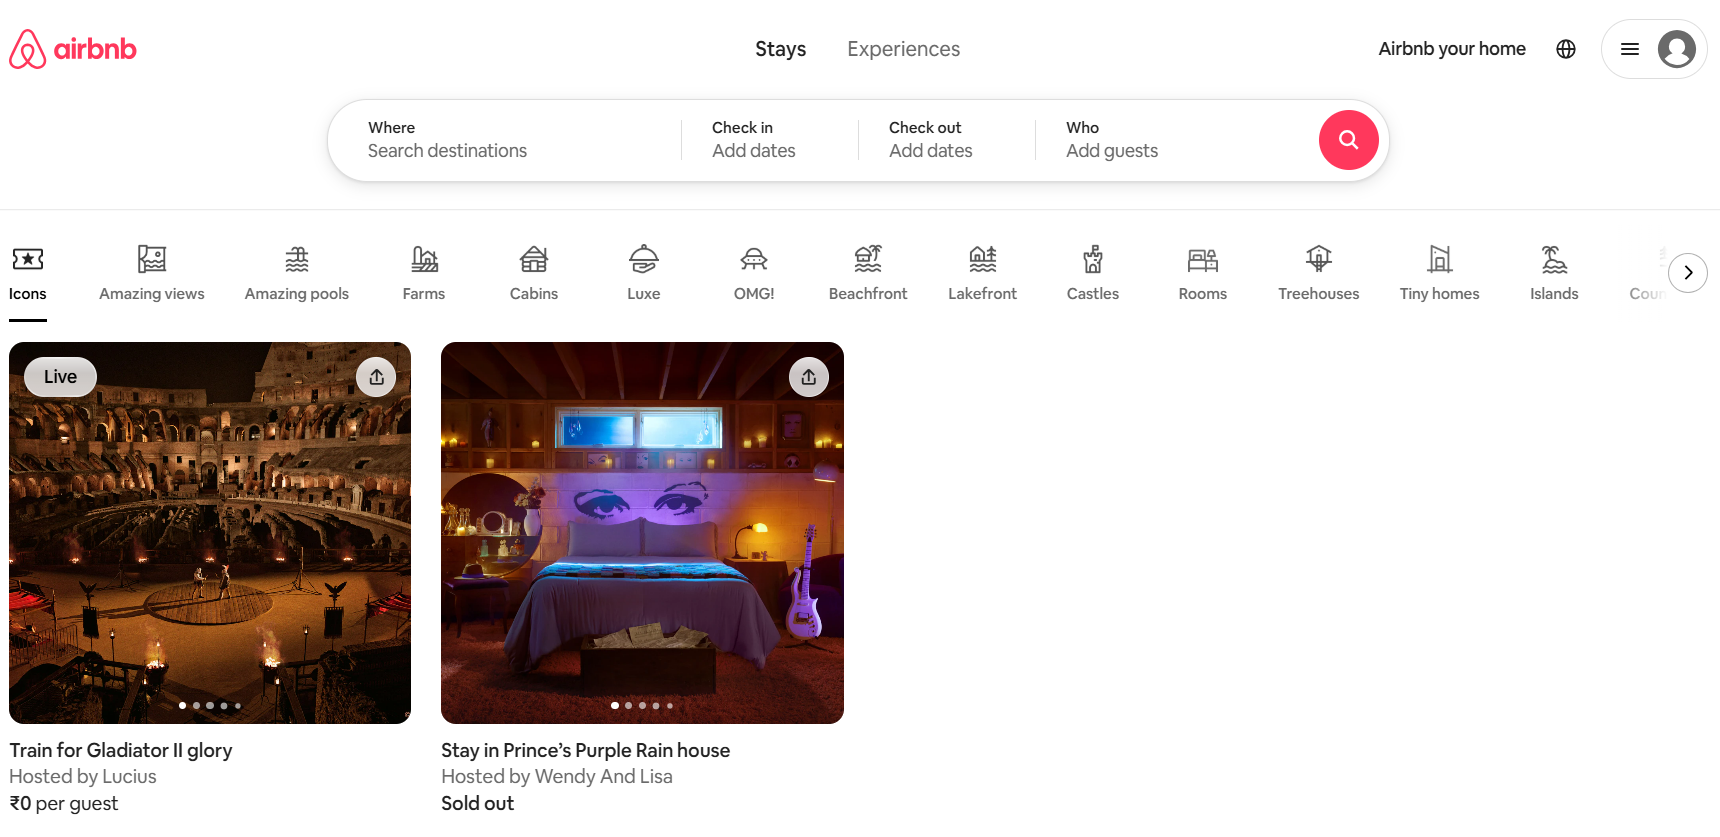 airbnb
Stays Experiences
Airbnb your home
Where
Search destinations
Check in
Add dates
Check out
Add dates
Who
Add guests
Icons
Amazing views
Amazing pools
Farms
Cabins
Luxe
OMG!
Beachfront
Lakefront
Castles
Rooms
Treehouses
Tiny homes
Islands
Live
Train for Gladiator II glory
Hosted by Lucius
₹0 per guest
Stay in Prince’s Purple Rain house
Hosted by Wendy And Lisa
Sold out